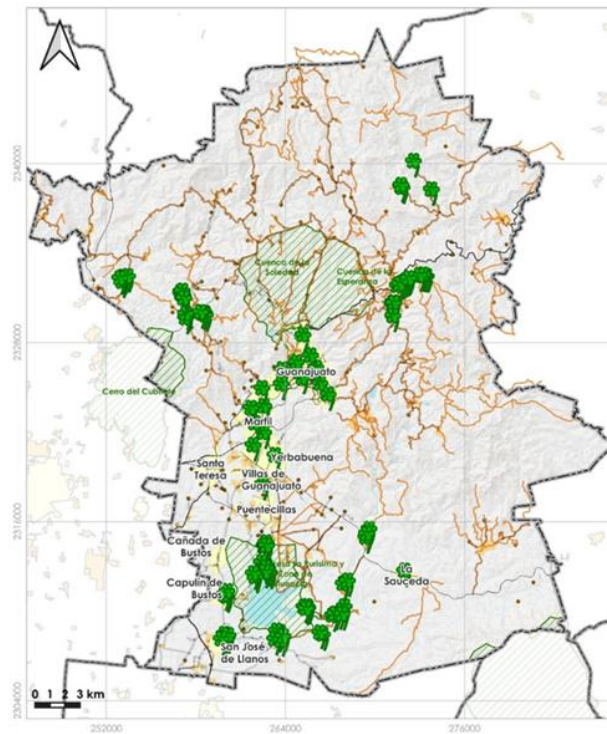 2340000
Cuenca de la
Soledad
Cuenca de la
Esperanza
2328000
Guanajuato
Cerro del Cubilete
Marfil
Yerbabuena
Santa
Teresa
Villas de
Guanajuato
2316000
Puentecillas
Cañada de
Bustos
Zona de
La
Sauceda
Capulín de
Bustos
San José
de Llanos
0 1 2 3 km
2304000
252000
264000
276000